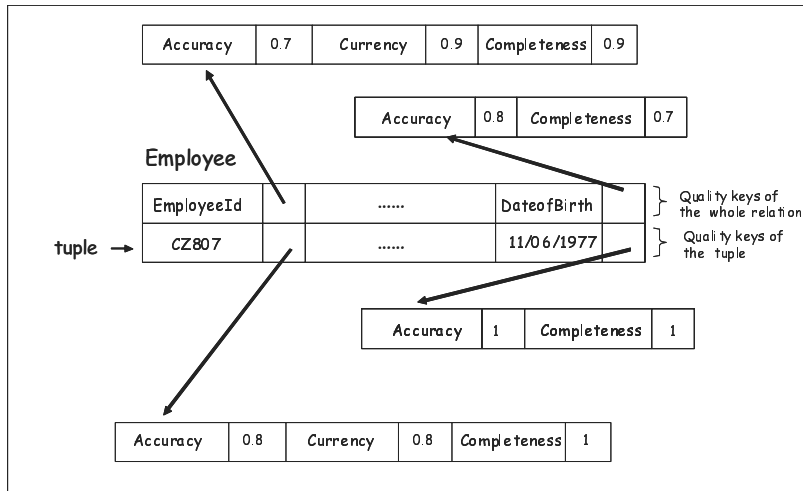 Accuracy 0.7 Currency 0.9 Completeness 0.9
Accuracy 0.8 Completeness 0.7
Employee
EmployeeId ...... DateofBirth
Quality keys of
the whole relation
tuple
CZ807 ...... 11/06/1977
Quality keys of
the tuple
Accuracy 1 Completeness 1
Accuracy 0.8 Currency 0.8 Completeness 1